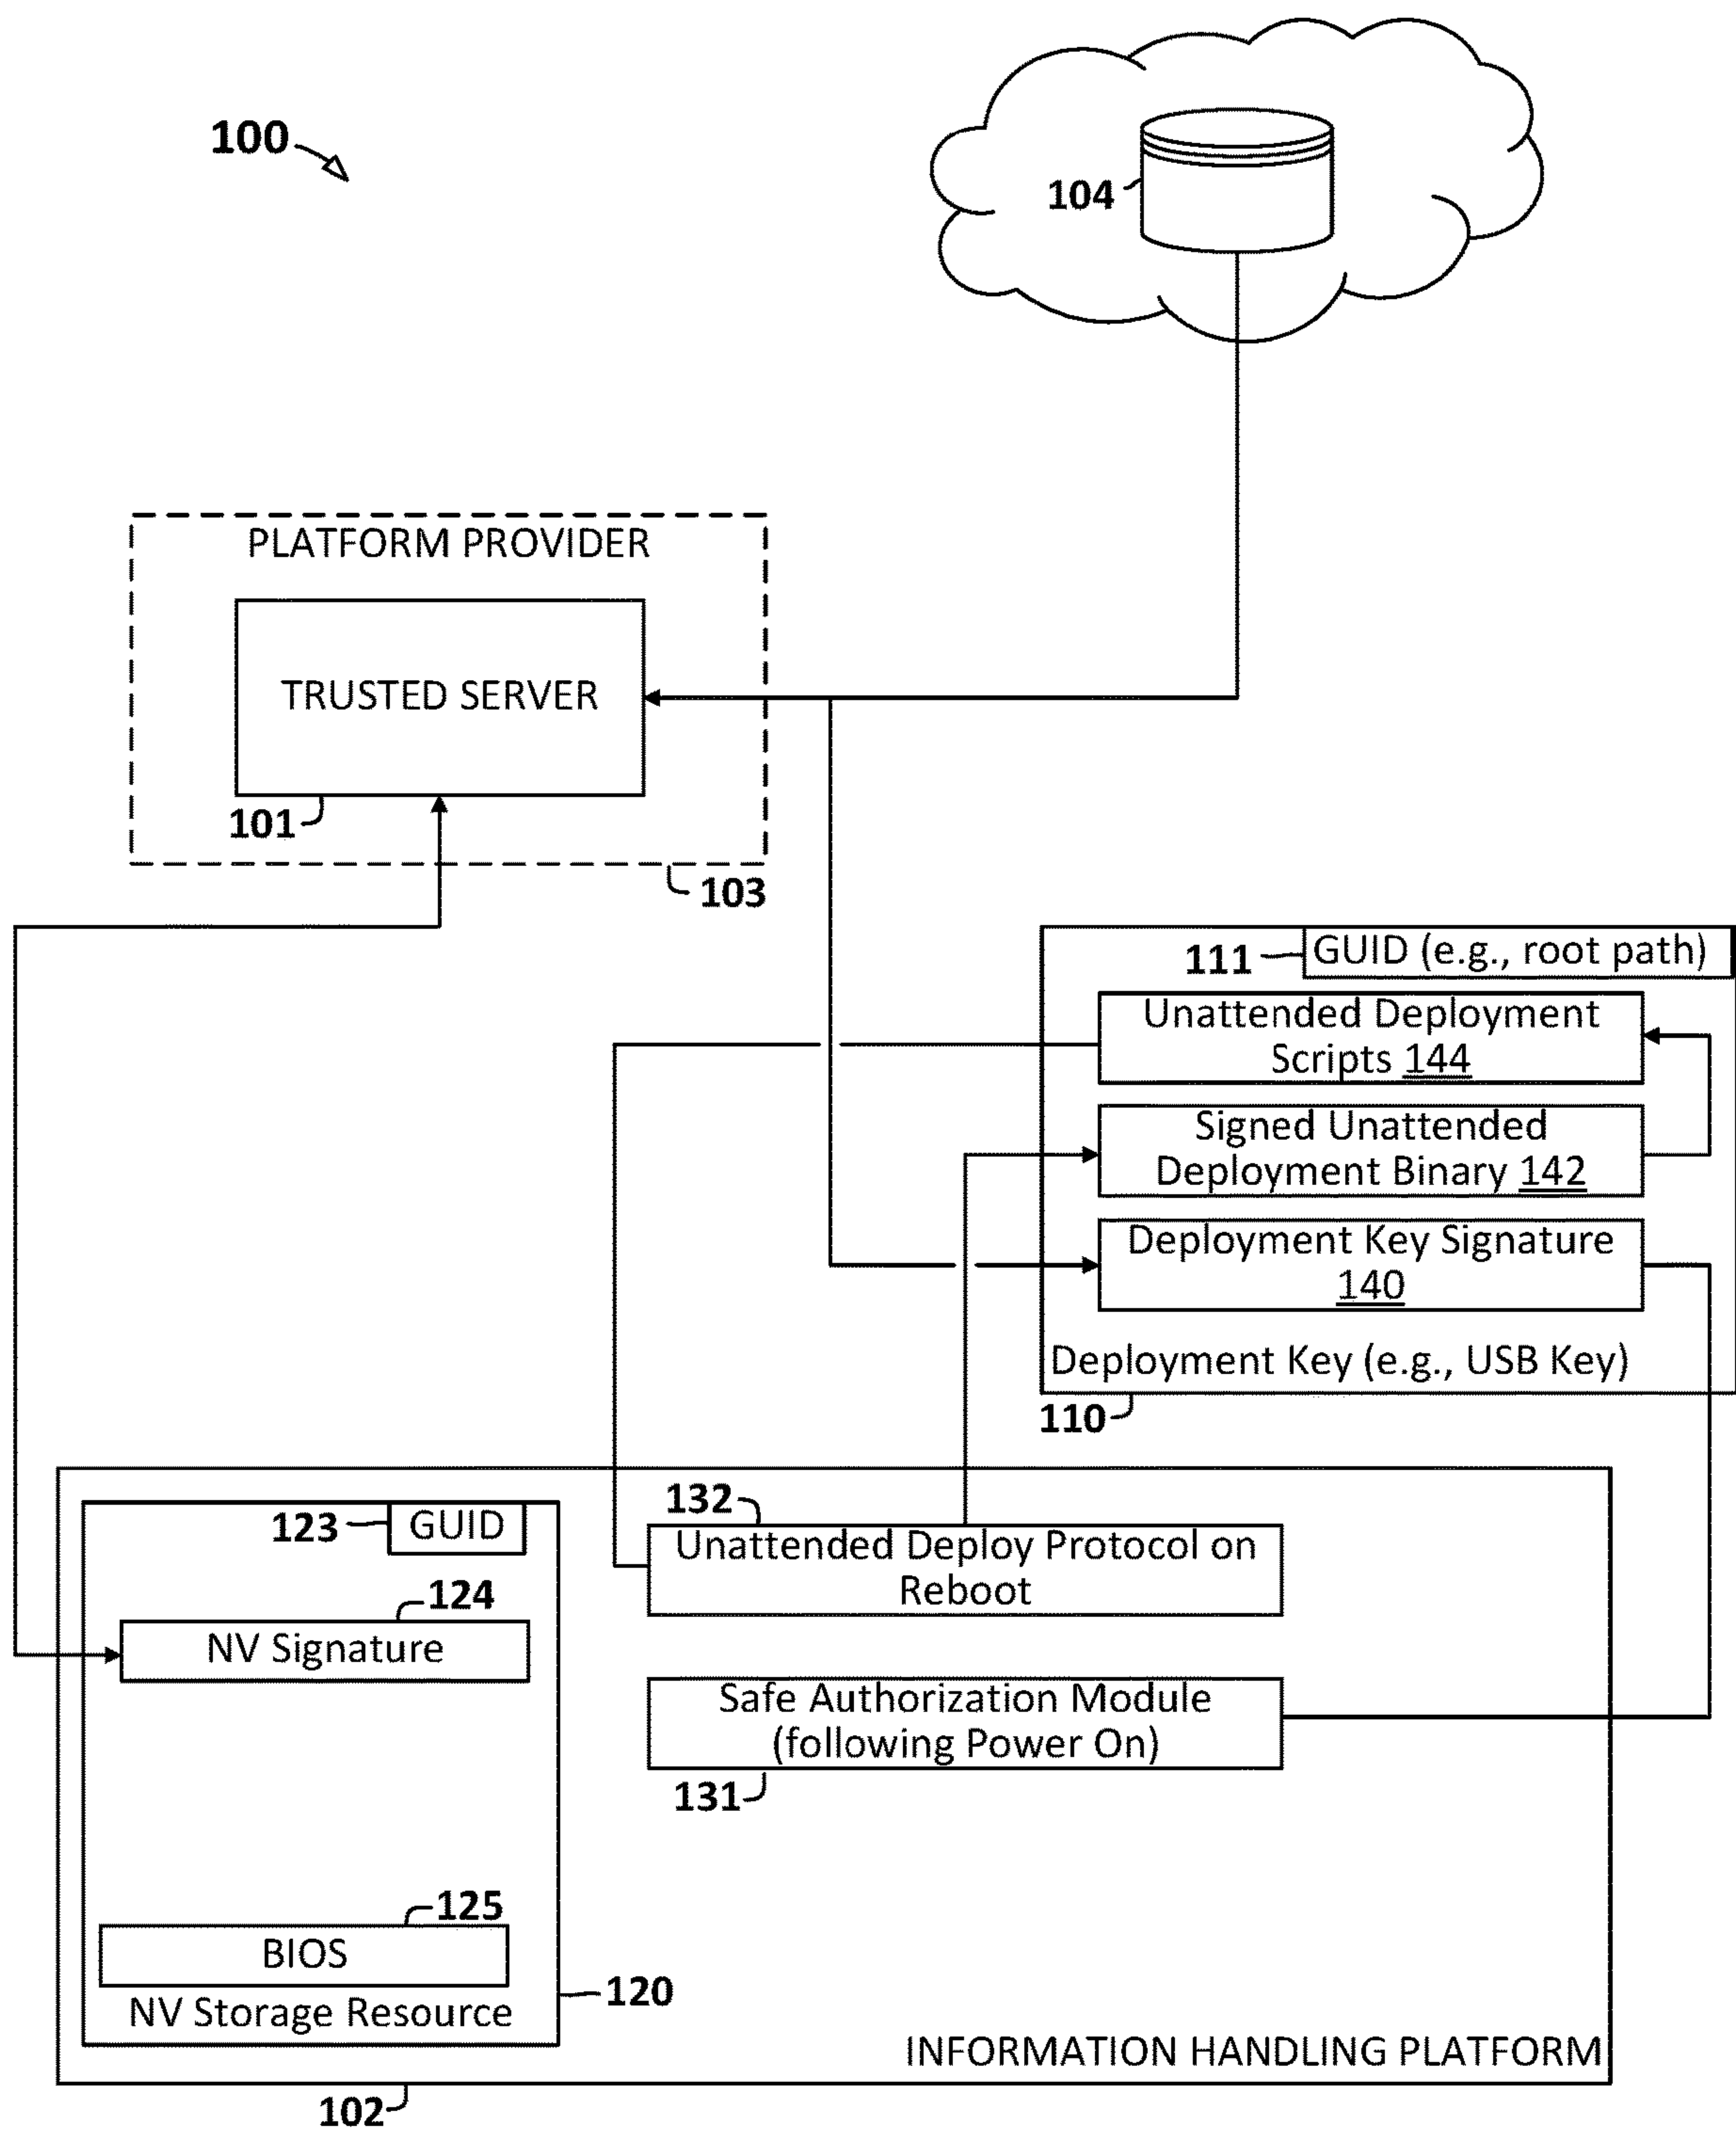 100
104
PLATFORM PROVIDER
TRUSTED SERVER
101
103
111
GUID (e.g., root path)
Unattended Deployment
Scripts 144
Signed Unattended
Deployment Binary 142
Deployment Key Signature
140
Deployment Key (e.g., USB Key)
110
123
GUID
124
NV Signature
125
BIOS
NV Storage Resource
120
132
Unattended Deploy Protocol on
Reboot
Safe Authorization Module
(following Power On)
131
INFORMATION HANDLING PLATFORM
102